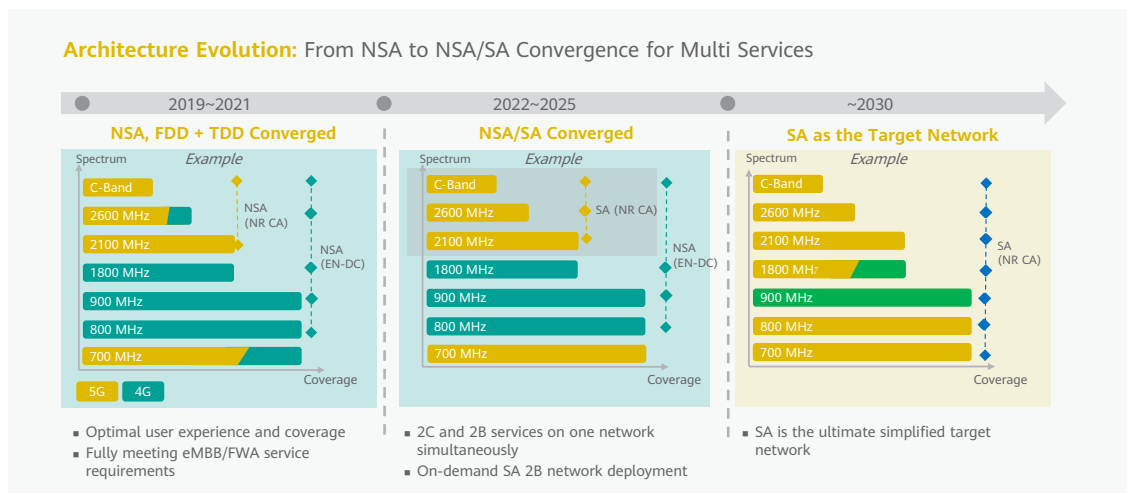 Architecture Evolution: From NSA to NSA/SA Convergence for Multi Services
2019~2021
2022~2025
~2030
NSA, FDD + TDD Converged
Spectrum
Example
C-Band
2600 MHz
2100 MHz
1800 MHz
900 MHz
800 MHz
700 MHz
NSA
(NR CA)
NSA
(EN-DC)
Coverage
5G
4G
▪ Optimal user experience and coverage
▪ Fully meeting eMBB/FWA service
requirements
NSA/SA Converged
Spectrum
Example
C-Band
2600 MHz
2100 MHz
1800 MHz
900 MHz
800 MHz
700 MHz
SA (NR CA)
NSA
(EN-DC)
Coverage
▪ 2C and 2B services on one network
simultaneously
▪ On-demand SA 2B network deployment
SA as the Target Network
Spectrum
Example
C-Band
2600 MHz
2100 MHz
1800 MHz
900 MHz
800 MHz
700 MHz
SA
(NR CA)
Coverage
▪ SA is the ultimate simplified target
network